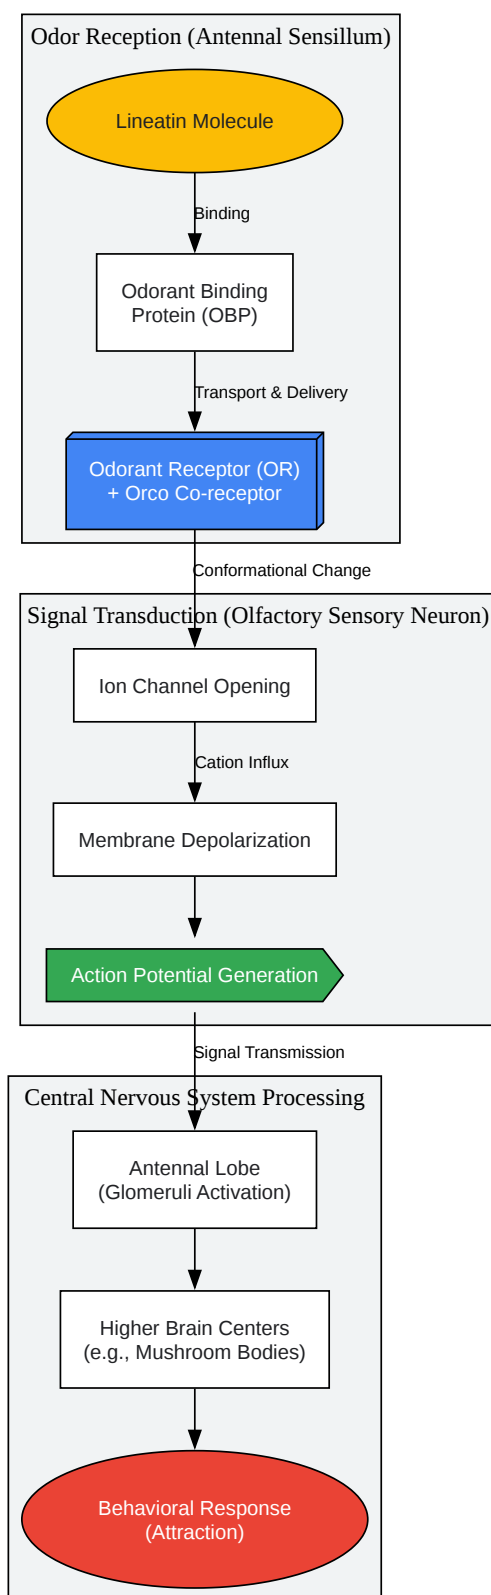 Odor Reception (Antennal Sensillum)
Lineatin Molecule
Binding
Odorant Binding
Protein (OBP)
Transport & Delivery
Odorant Receptor (OR)
+ Orco Co-receptor
Conformational Change
Signal Transduction (Olfactory Sensory Neuron)
Ion Channel Opening
Cation Influx
Membrane Depolarization
Action Potential Generation
Signal Transmission
Central Nervous System Processing
Antennal Lobe
(Glomeruli Activation)
Higher Brain Centers
(e.g., Mushroom Bodies)
Behavioral Response
(Attraction)